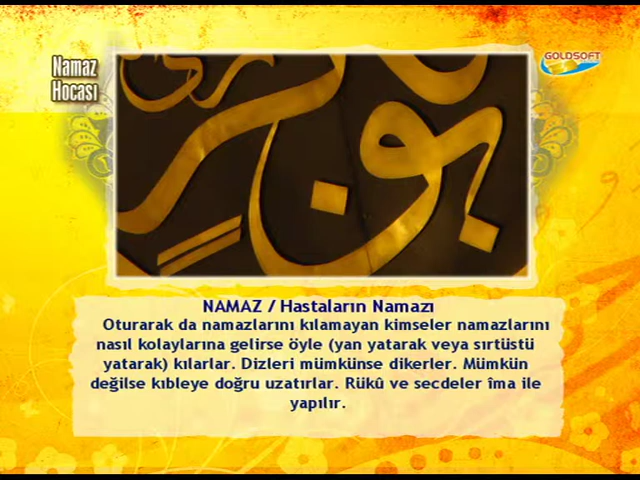 Namaz
Hocası
GOLDSOFT
NAMAZ / Hastaların Namazı
Oturarak da namazlarını kılamayan kimseler namazlarını
nasıl kolaylarına gelirse öyle (yan yatarak veya sırtüstü
yatarak) kılarlar. Dizleri mümkünse dikerler. Mümkün
değilse kıbleye doğru uzatırlar. Rükû ve secdeler îma ile
yapılır.